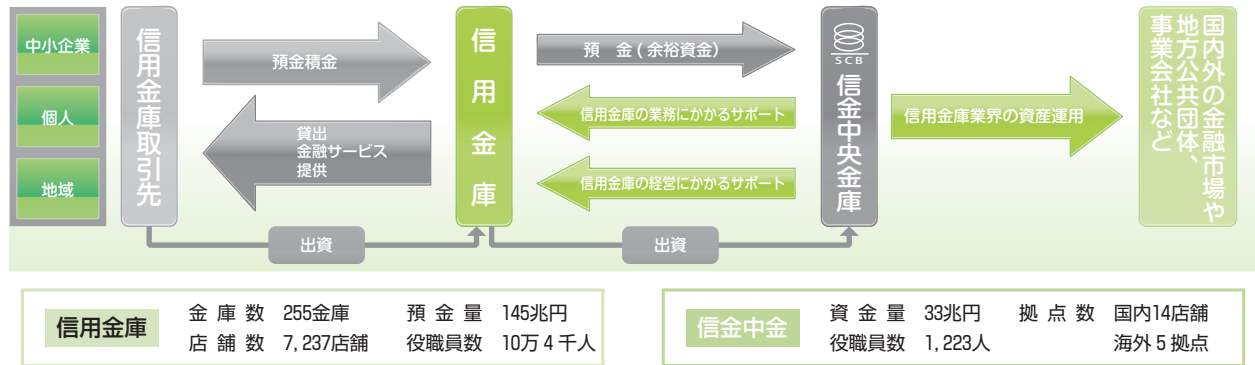 中小企業
個人
地域
信用金庫取引先
預金積金
貸出
金融サービス
提供
信用金庫
預　金 ( 余裕資金)
信用金庫の業務にかかるサポート
信用金庫の経営にかかるサポート
SCB
信金中央金庫
信用金庫業界の資産運用
国内外の金融市場や
地方公共団体、
事業会社など
出資
出資
信用金庫
金 庫 数 255金庫 預 金 量 145兆円
店 舗 数 7, 237店舗 役職員数 10万 4 千人
信金中金
資 金 量 33兆円 拠 点 数 国内14店舗
役職員数 1, 223人 海外 5 拠点